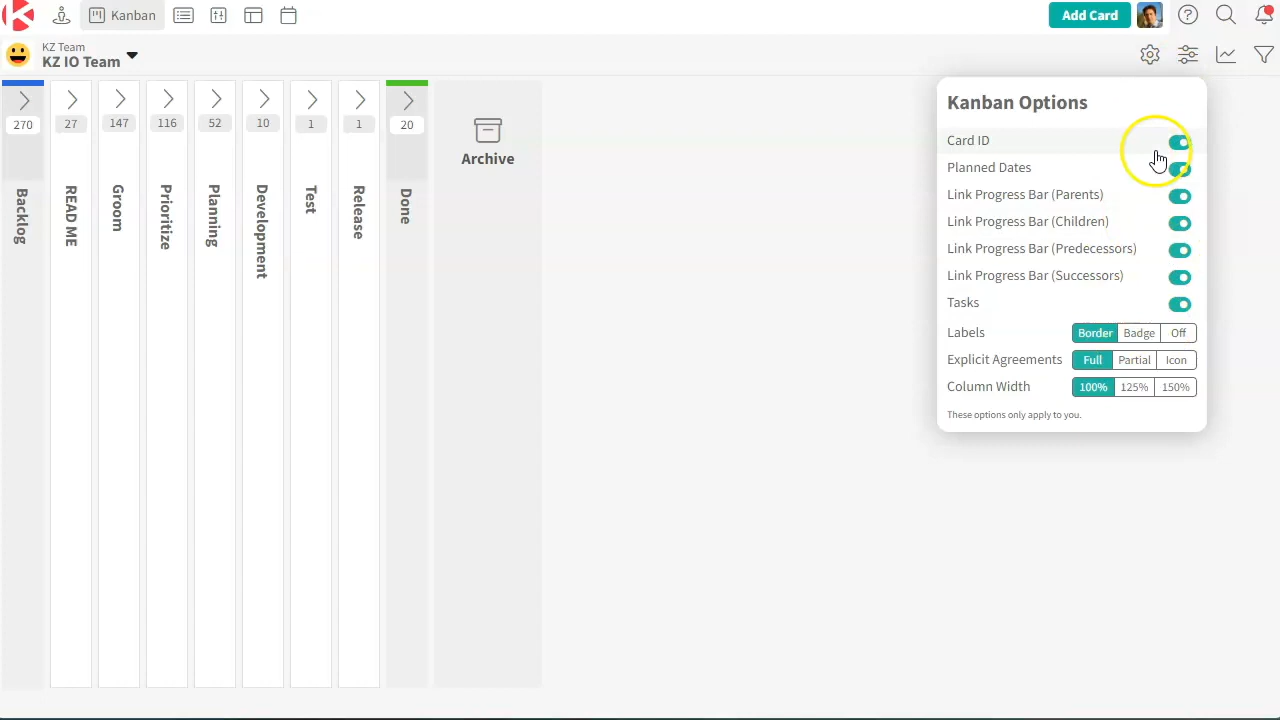 Kanban
Add Card
KZ Team
KZ IO Team
270
27
147
116
52
10
1
1
20
Backlog
READ ME
Groom
Prioritize
Planning
Development
Test
Release
Done
Archive
Kanban Options
Card ID
Planned Dates
Link Progress Bar (Parents)
Link Progress Bar (Children)
Link Progress Bar (Predecessors)
Link Progress Bar (Successors)
Tasks
Labels Border Badge Off
Explicit Agreements Full Partial Icon
Column Width 100% 125% 150%
These options only apply to you.